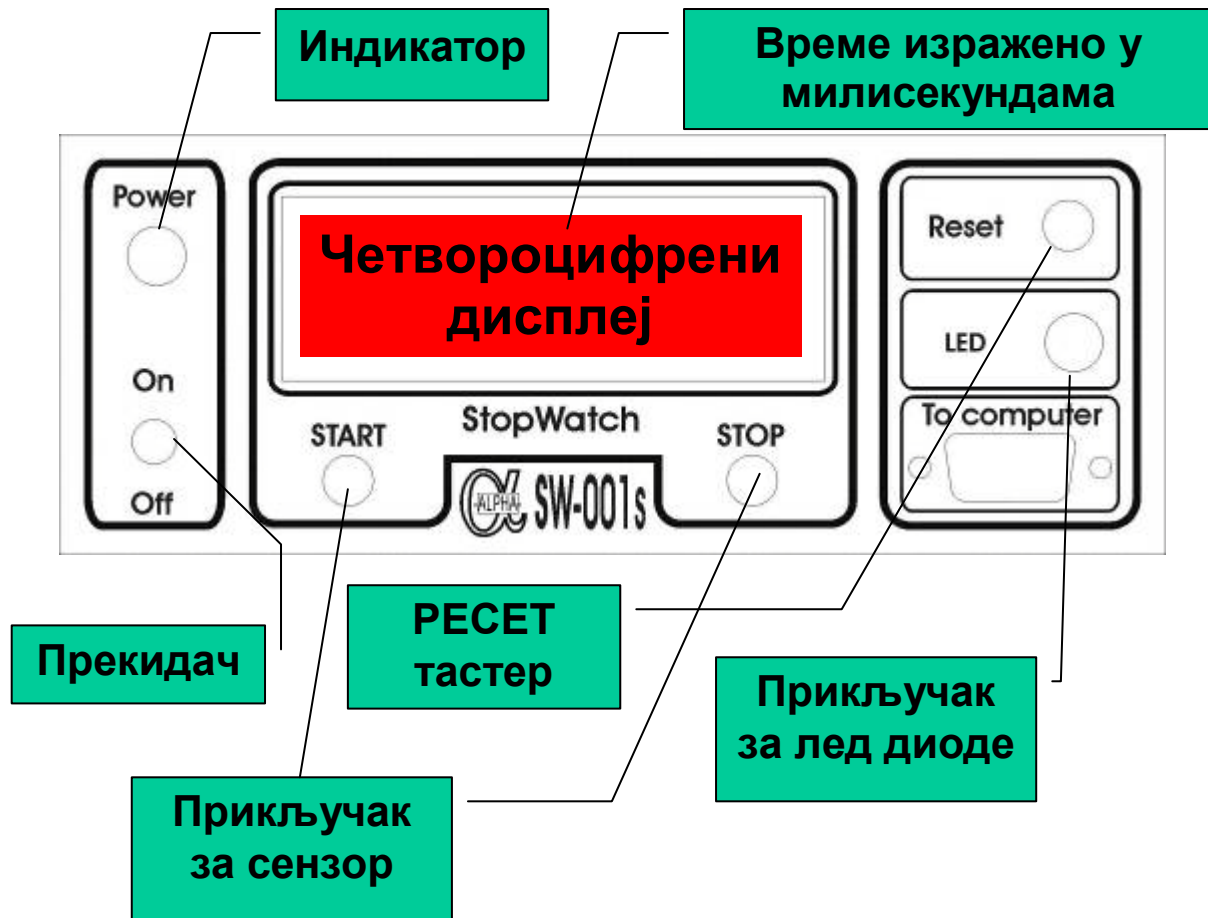 Индикатор
Време изражено у
милисекундама
Power
On
Off
Четвороцифрени
дисплеј
START
StopWatch
STOP
ALPHA
SW-001s
Reset
LED
To computer
Прекидач
РЕСЕТ
тастер
Прикључак
за лед диоде
Прикључак
за сензор